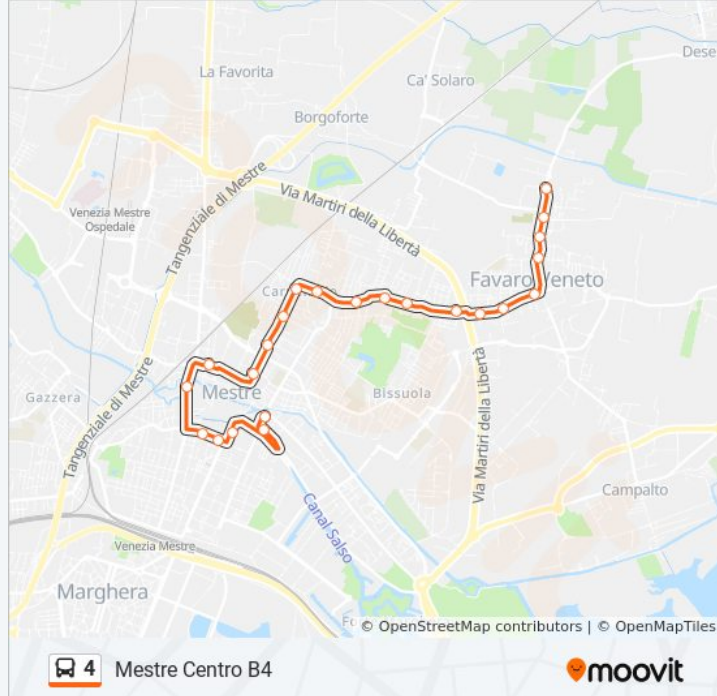 Dese
La Favorita
Ca' Solaro
Borgoforte
Via Martiri della Libertà
Tangenziale di Mestre
Venezia Mestre
Ospedale
Favaro Veneto
Mestre
Bissuola
Gazzera
Tangenziale di Mestre
Via Martiri della Libertà
Campalto
Canal Salso
Venezia Mestre
Marghera
© OpenStreetMap contributors | © OpenMapTiles
4 Mestre Centro B4
moovit